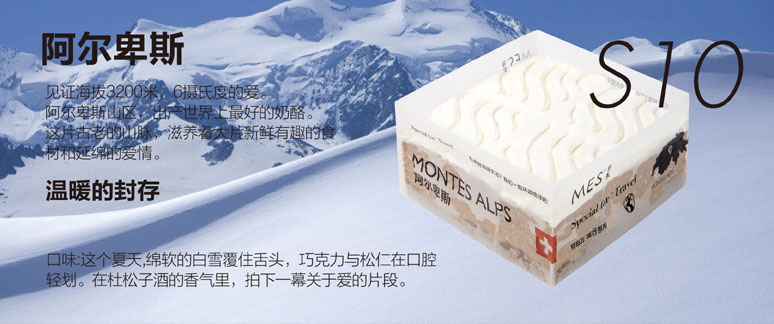 阿尔卑斯
S10
见证海拔3200米，6摄氏度的爱。
阿尔卑斯山区，出产世界上最好的奶酪。
这片古老的山脉，滋养着大片新鲜有趣的食
材和延绵的爱情。
温暖的封存
口味:这个夏天,绵软的白雪覆住舌头，巧克力与松仁在口腔
轻划。在杜松子酒的香气里，拍下一幕关于爱的片段。
MONTES ALPS
阿尔卑斯
MES
Special for Travel
Special for Travel